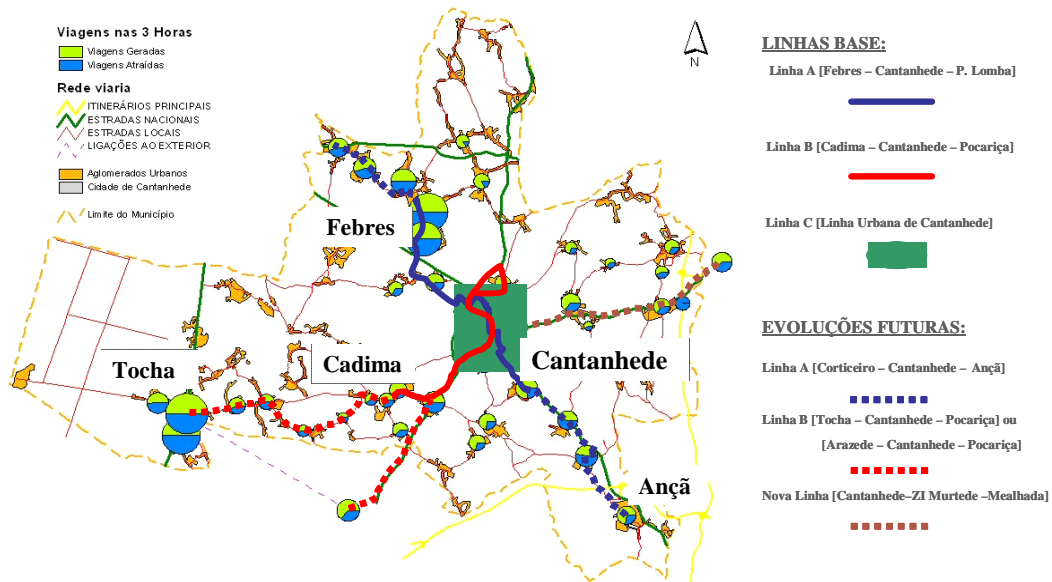 Viagens nas 3 Horas
Viagens Geradas
Viagens Atraídas
Rede viaria
ITINERÁRIOS PRINCIPAIS
ESTRADAS NACIONAIS
ESTRADAS LOCAIS
LIGAÇÕES AO EXTERIOR
Aglomerados Urbanos
Cidade de Cantanhede
Limite do Município
N
Febres
Tocha
Cadima
Cantanhede
Ançã
LINHAS BASE:
Linha A [Febres – Cantanhede – P. Lomba]
Linha B [Cadima – Cantanhede – Pocariça]
Linha C [Linha Urbana de Cantanhede]
EVOLUÇÕES FUTURAS:
Linha A [Corticeiro – Cantanhede – Ançã]
Linha B [Tocha – Cantanhede – Pocariça] ou
[Arazede – Cantanhede – Pocariça]
Nova Linha [Cantanhede–ZI Murtede –Mealhada]